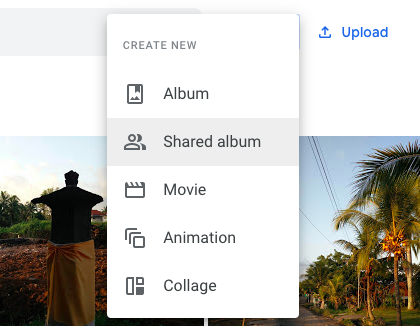 CREATE NEW
Upload
Album
Shared album
Movie
Animation
Collage